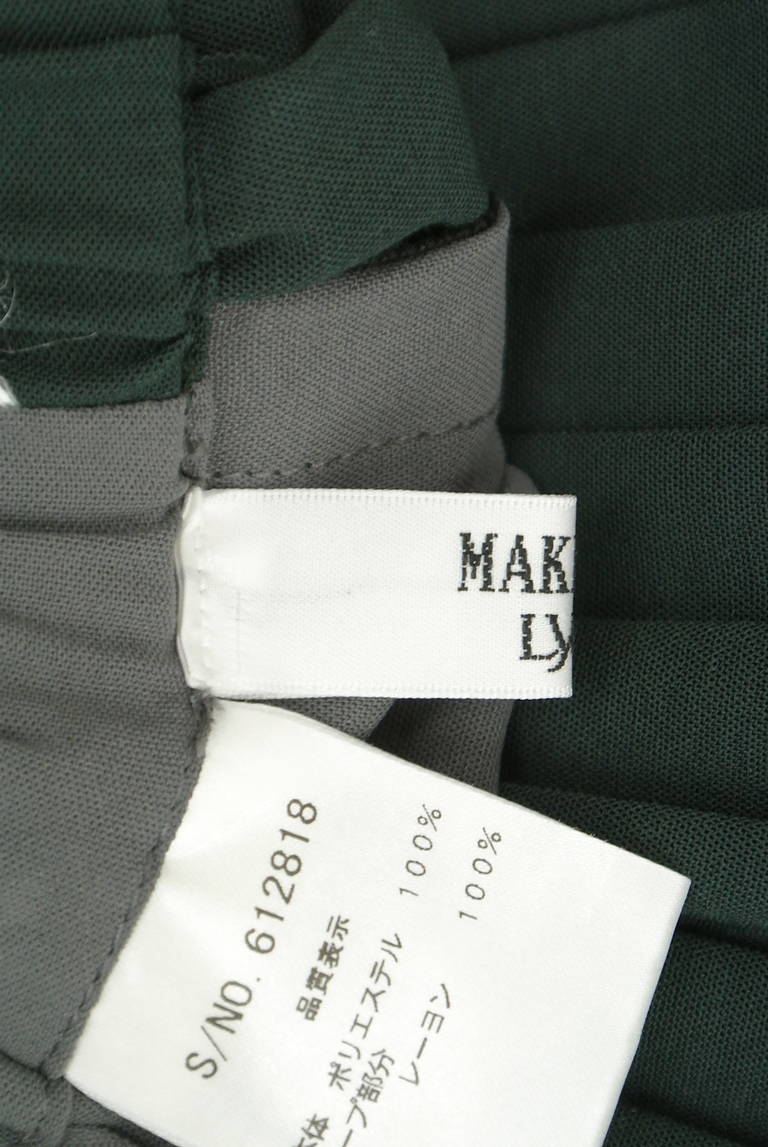 MAK
Ly
S/NO. 612818
品質表示
体 ポリエステル 100%
ープ部分
レーヨン 100%